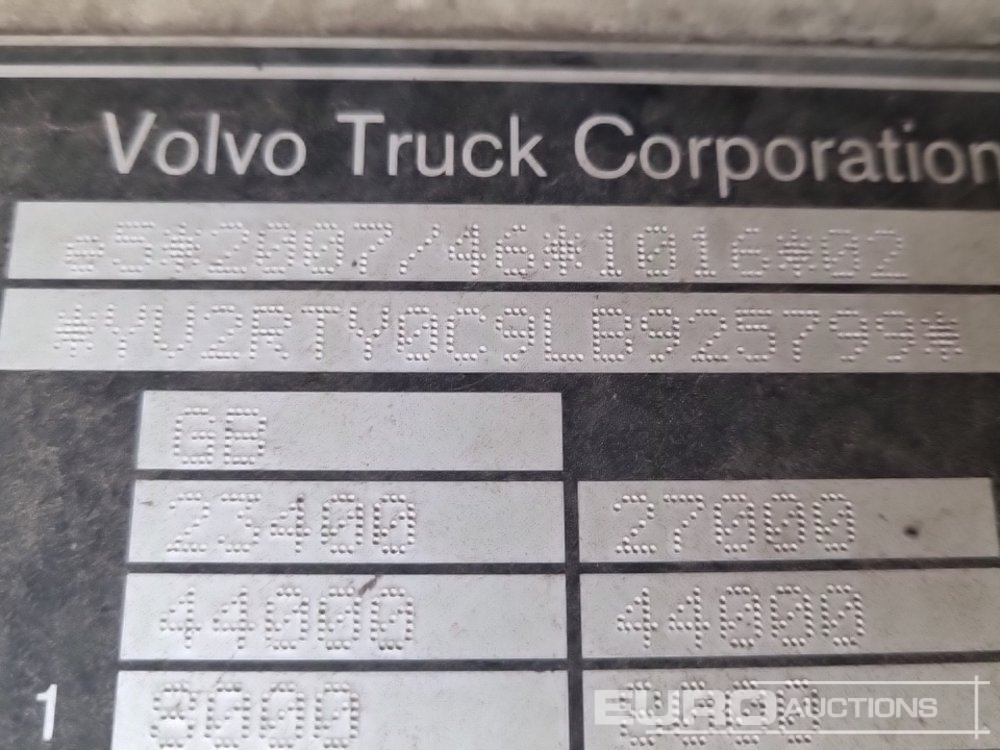 Volvo Truck Corporation
e5*2007/46*1016*02
*YV2RTY0C9LB925799*
GB
23400 27000
44000 44000
1 8000
EURO AUCTIONS